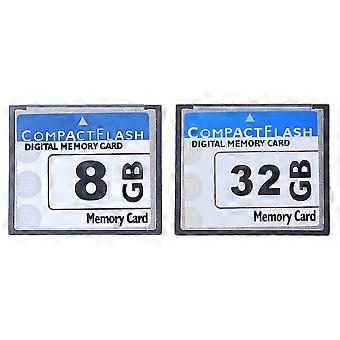 COMPACTFLASH
DIGITAL MEMORY CARD
8 GB
Memory Card
COMPACTFLASH
DIGITAL MEMORY CARD
32 GB
Memory Card